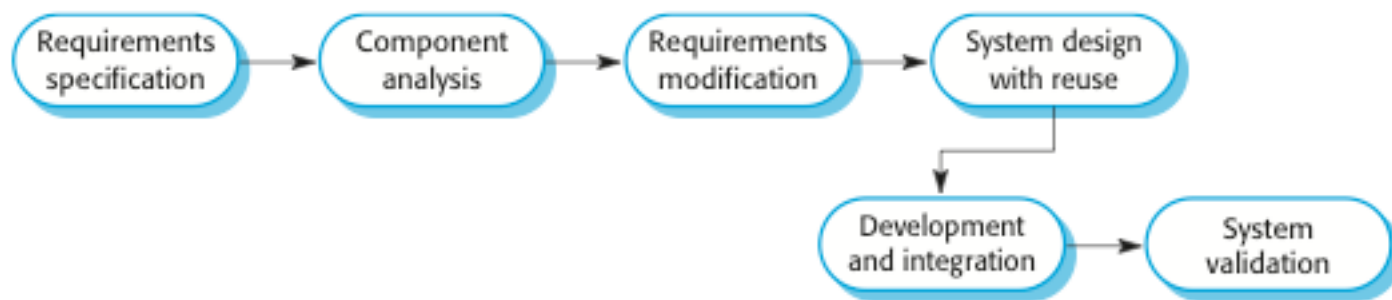 Requirements
specification
Component
analysis
Requirements
modification
System design
with reuse
Development
and integration
System
validation